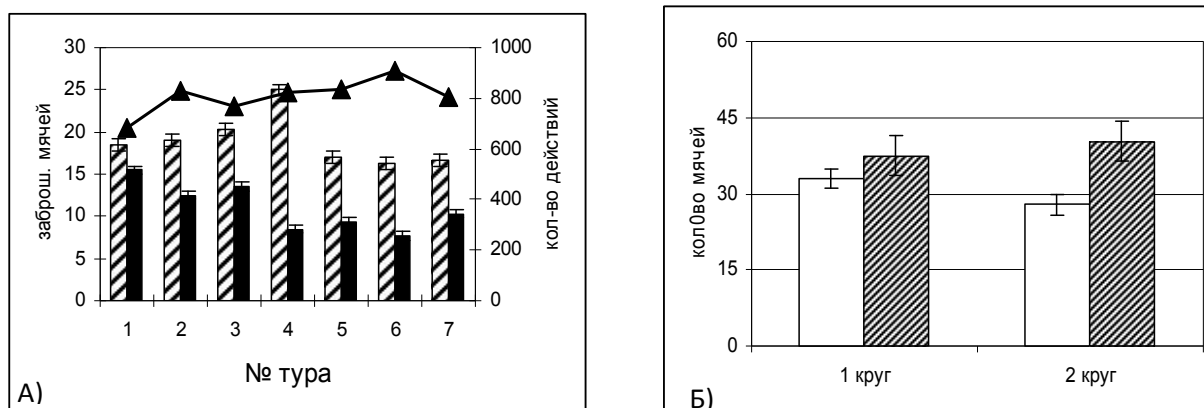 30
25
20
15
10
5
0
заброш. мячей
1000
800
600
400
200
0
кол-во действий
1 2 3 4 5 6 7
№ тура
А)
60
45
30
15
0
кол0во мячей
1 круг 2 круг
Б)